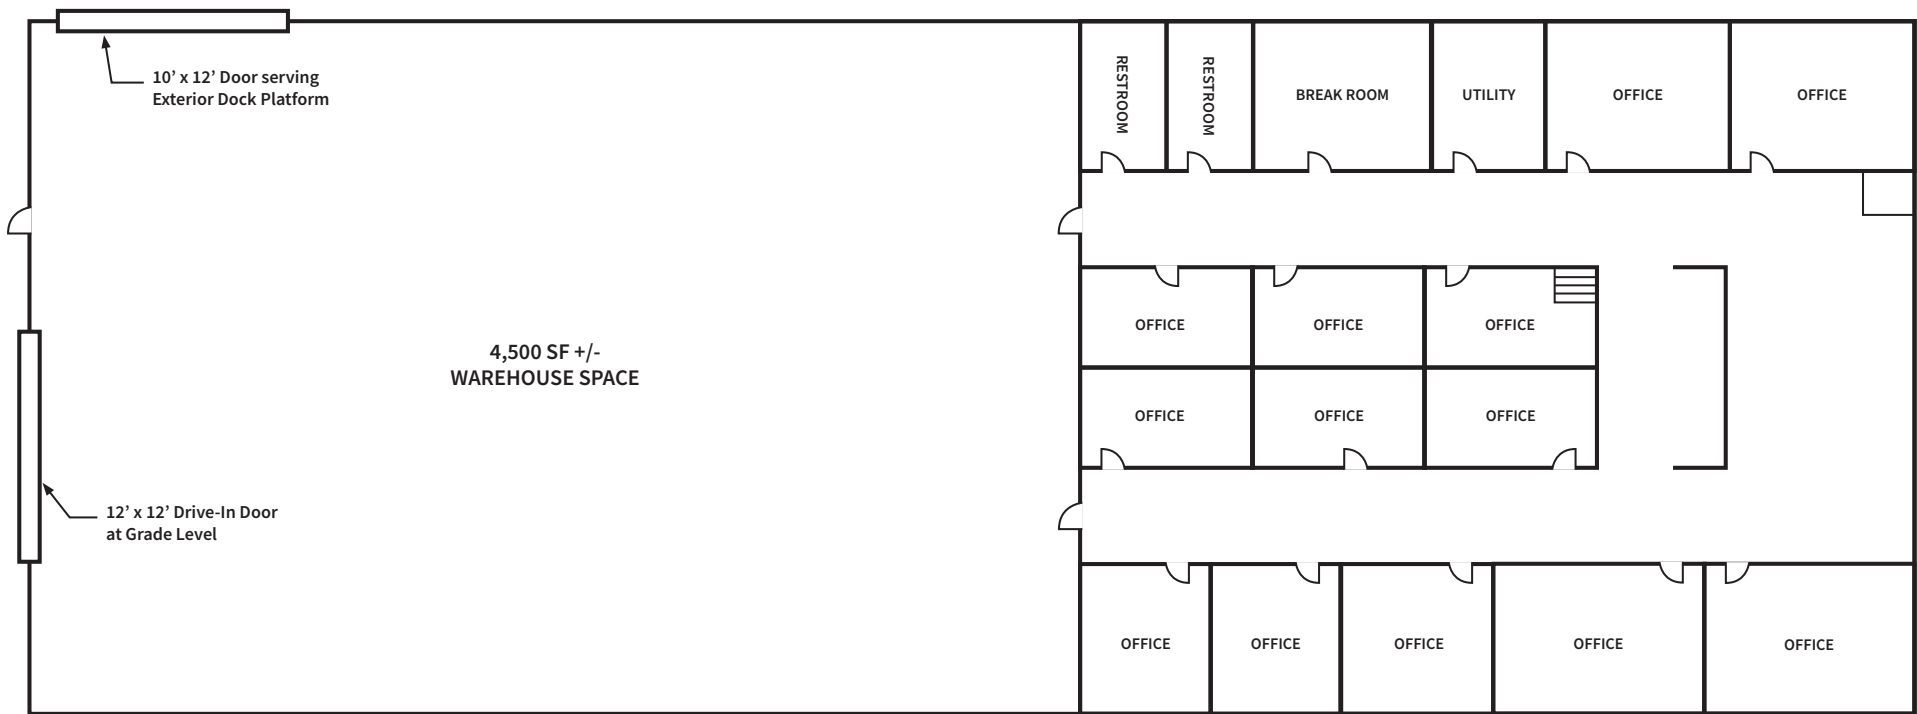 10’ x 12’ Door serving
Exterior Dock Platform
RESTROOM
RESTROOM
BREAK ROOM
UTILITY
OFFICE
OFFICE
4,500 SF +/-
WAREHOUSE SPACE
OFFICE
OFFICE
OFFICE
OFFICE
OFFICE
OFFICE
12’ x 12’ Drive-In Door
at Grade Level
OFFICE
OFFICE
OFFICE
OFFICE
OFFICE